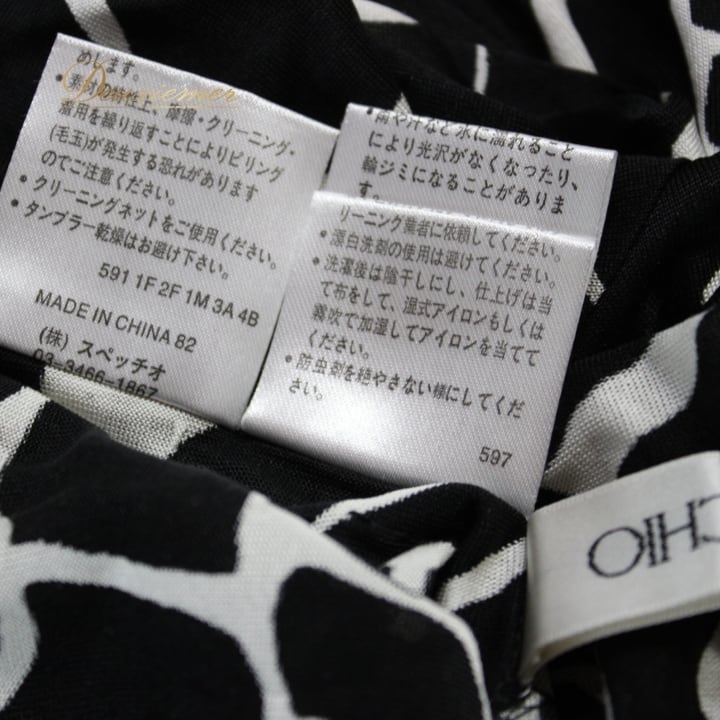 めします。
• 素材の特性上、摩擦・クリーニング・
着用を繰り返すことによりピリング
(毛玉)が発生する恐れがあります
のでご注意ください。
• クリーニングネットをご使用ください。
• タンブラー乾燥はお避け下さい。
591 1F 2F 1M 3A 4B
MADE IN CHINA 82
(株) スペッチオ
03-3466-1867
• 雨や汗など水に濡れること
により光沢がなくなったり、
輪ジミになることがありま
す。
リーニング業者に依頼してください。
• 漂白洗剤の使用は避けてください。
• 洗濯後は陰干しにし、仕上げは当
て布をして、湿式アイロンもしくは
霧吹で加湿してアイロンを当てて
ください。
• 防虫剤を絶やさない様にしてくだ
さい。
597
CHIO